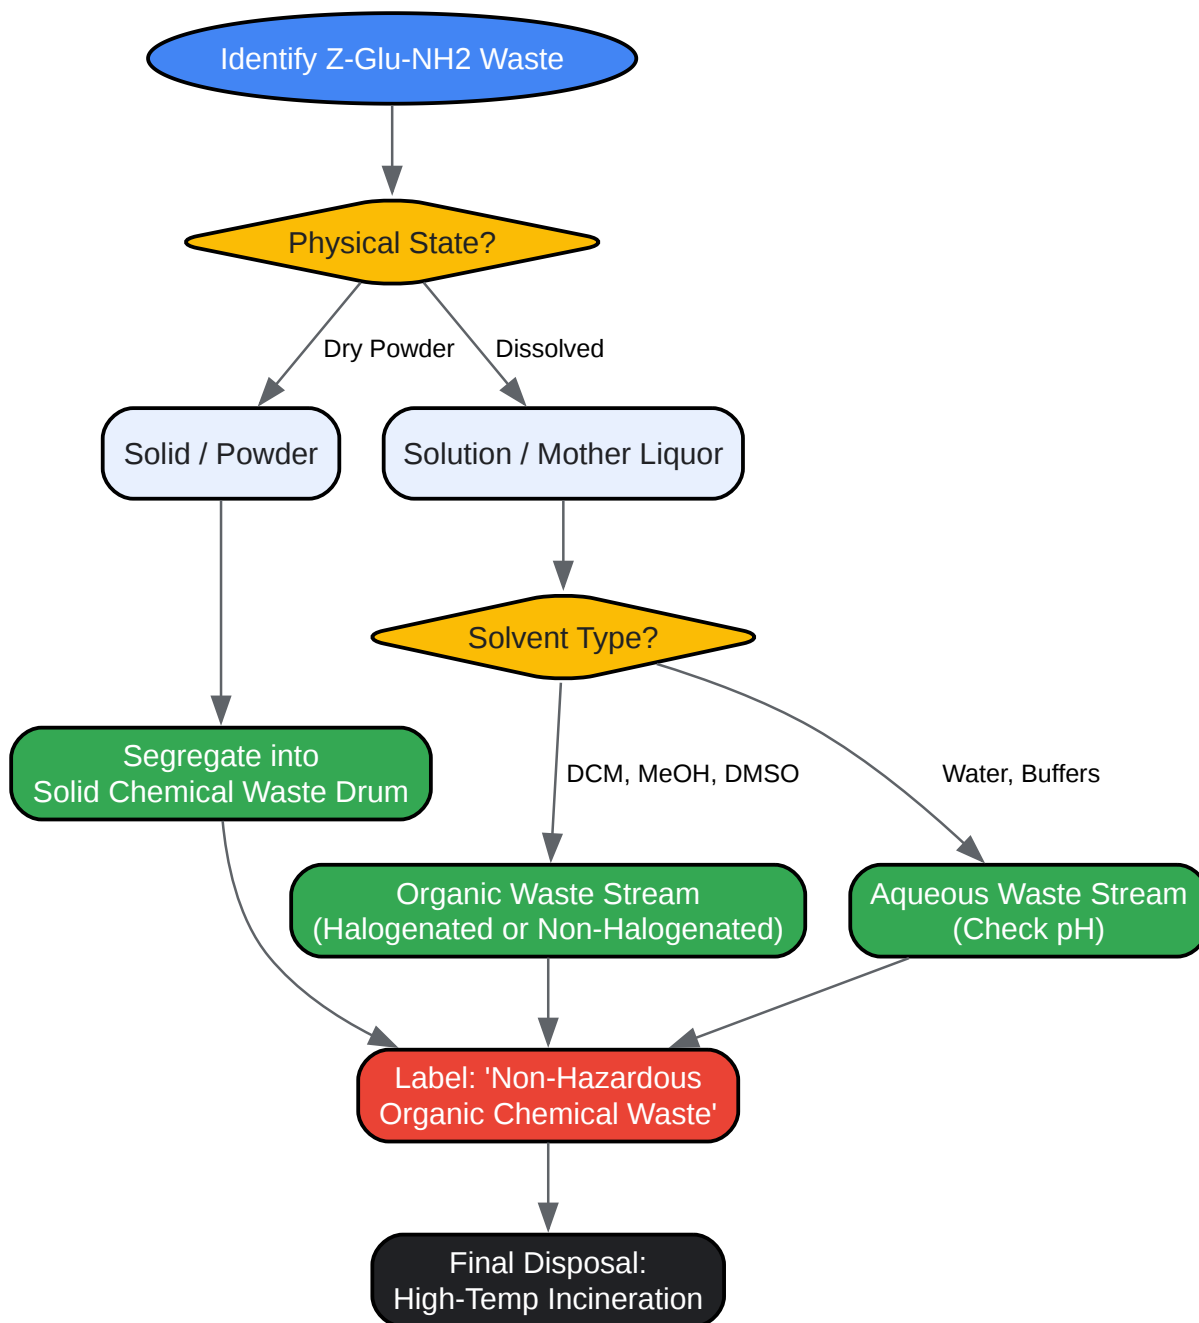 Identify Z-Glu-NH2 Waste
Physical State?
Dry Powder
Dissolved
Solid / Powder
Solution / Mother Liquor
Solvent Type?
Segregate into
Solid Chemical Waste Drum
DCM, MeOH, DMSO
Water, Buffers
Organic Waste Stream
(Halogenated or Non-Halogenated)
Aqueous Waste Stream
(Check pH)
Label: 'Non-Hazardous
Organic Chemical Waste'
Final Disposal:
High-Temp Incineration